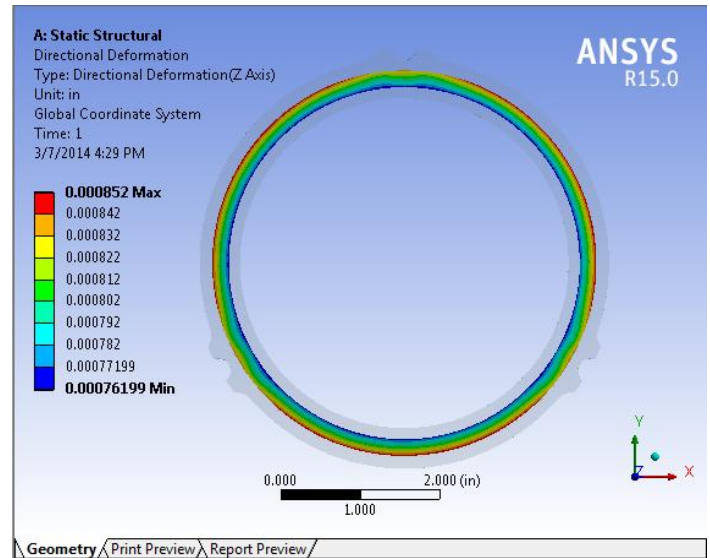 A: Static Structural
Directional Deformation
Type: Directional Deformation(Z Axis)
Unit: in
Global Coordinate System
Time: 1
3/7/2014 4:29 PM
ANSYS
R15.0
0.000852 Max
0.000842
0.000832
0.000822
0.000812
0.000802
0.000792
0.000782
0.00077199
0.00076199 Min
0.000 2.000 (in)
1.000
Y
Z X
Geometry Print Preview Report Preview